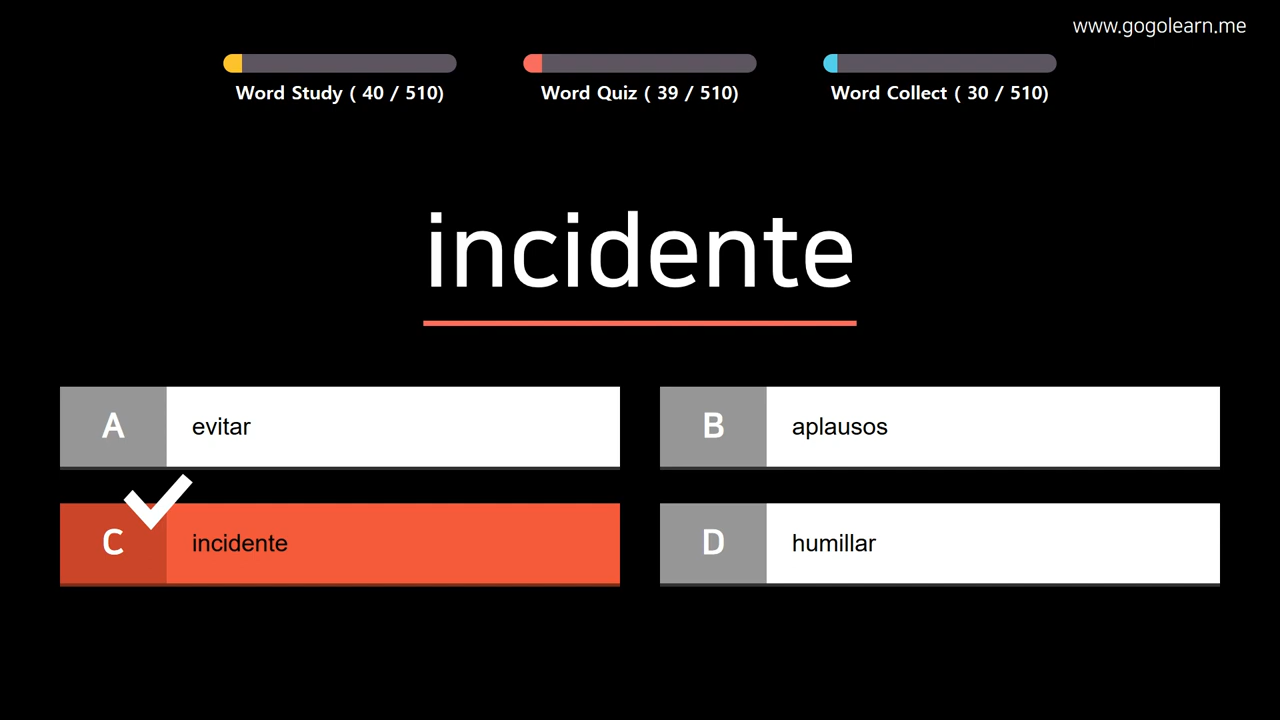 www.gogolearn.me
Word Study ( 40 / 510)
Word Quiz ( 39 / 510)
Word Collect ( 30 / 510)
incidente
A evitar
B aplausos
C incidente
D humillar